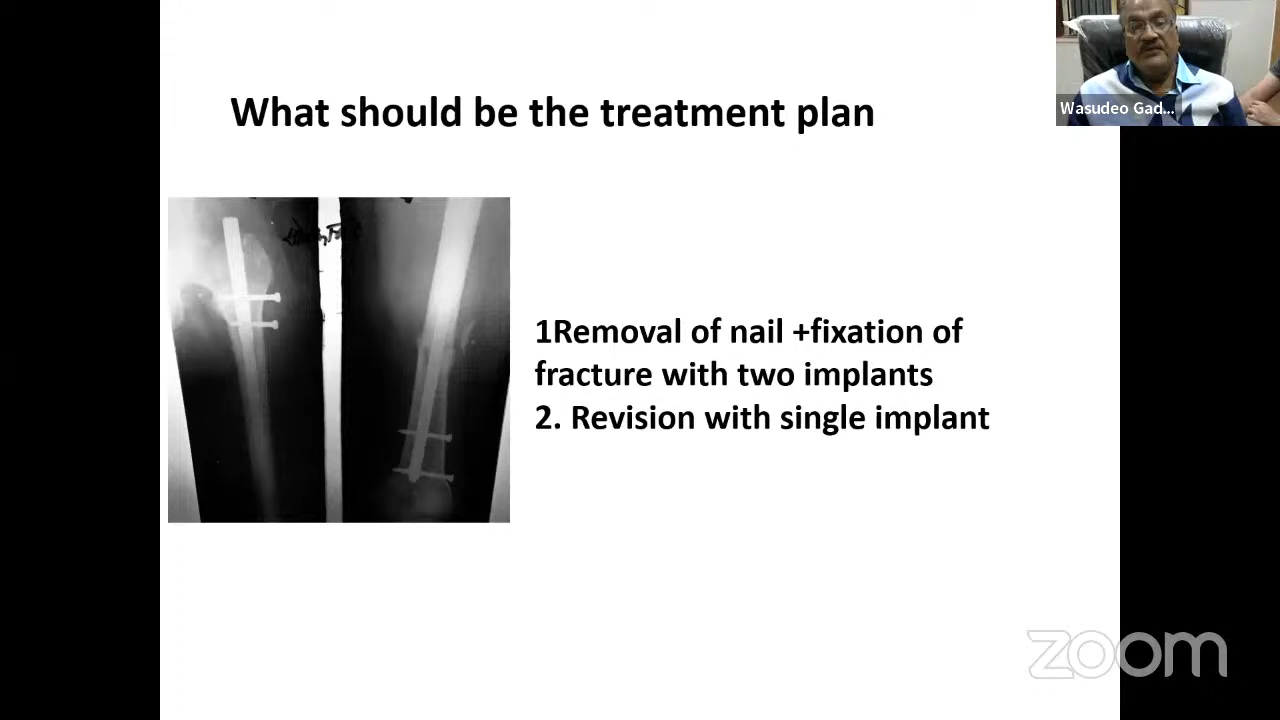 What should be the treatment plan
Wasudeo Gad...
1Removal of nail +fixation of
fracture with two implants
2. Revision with single implant
zoom